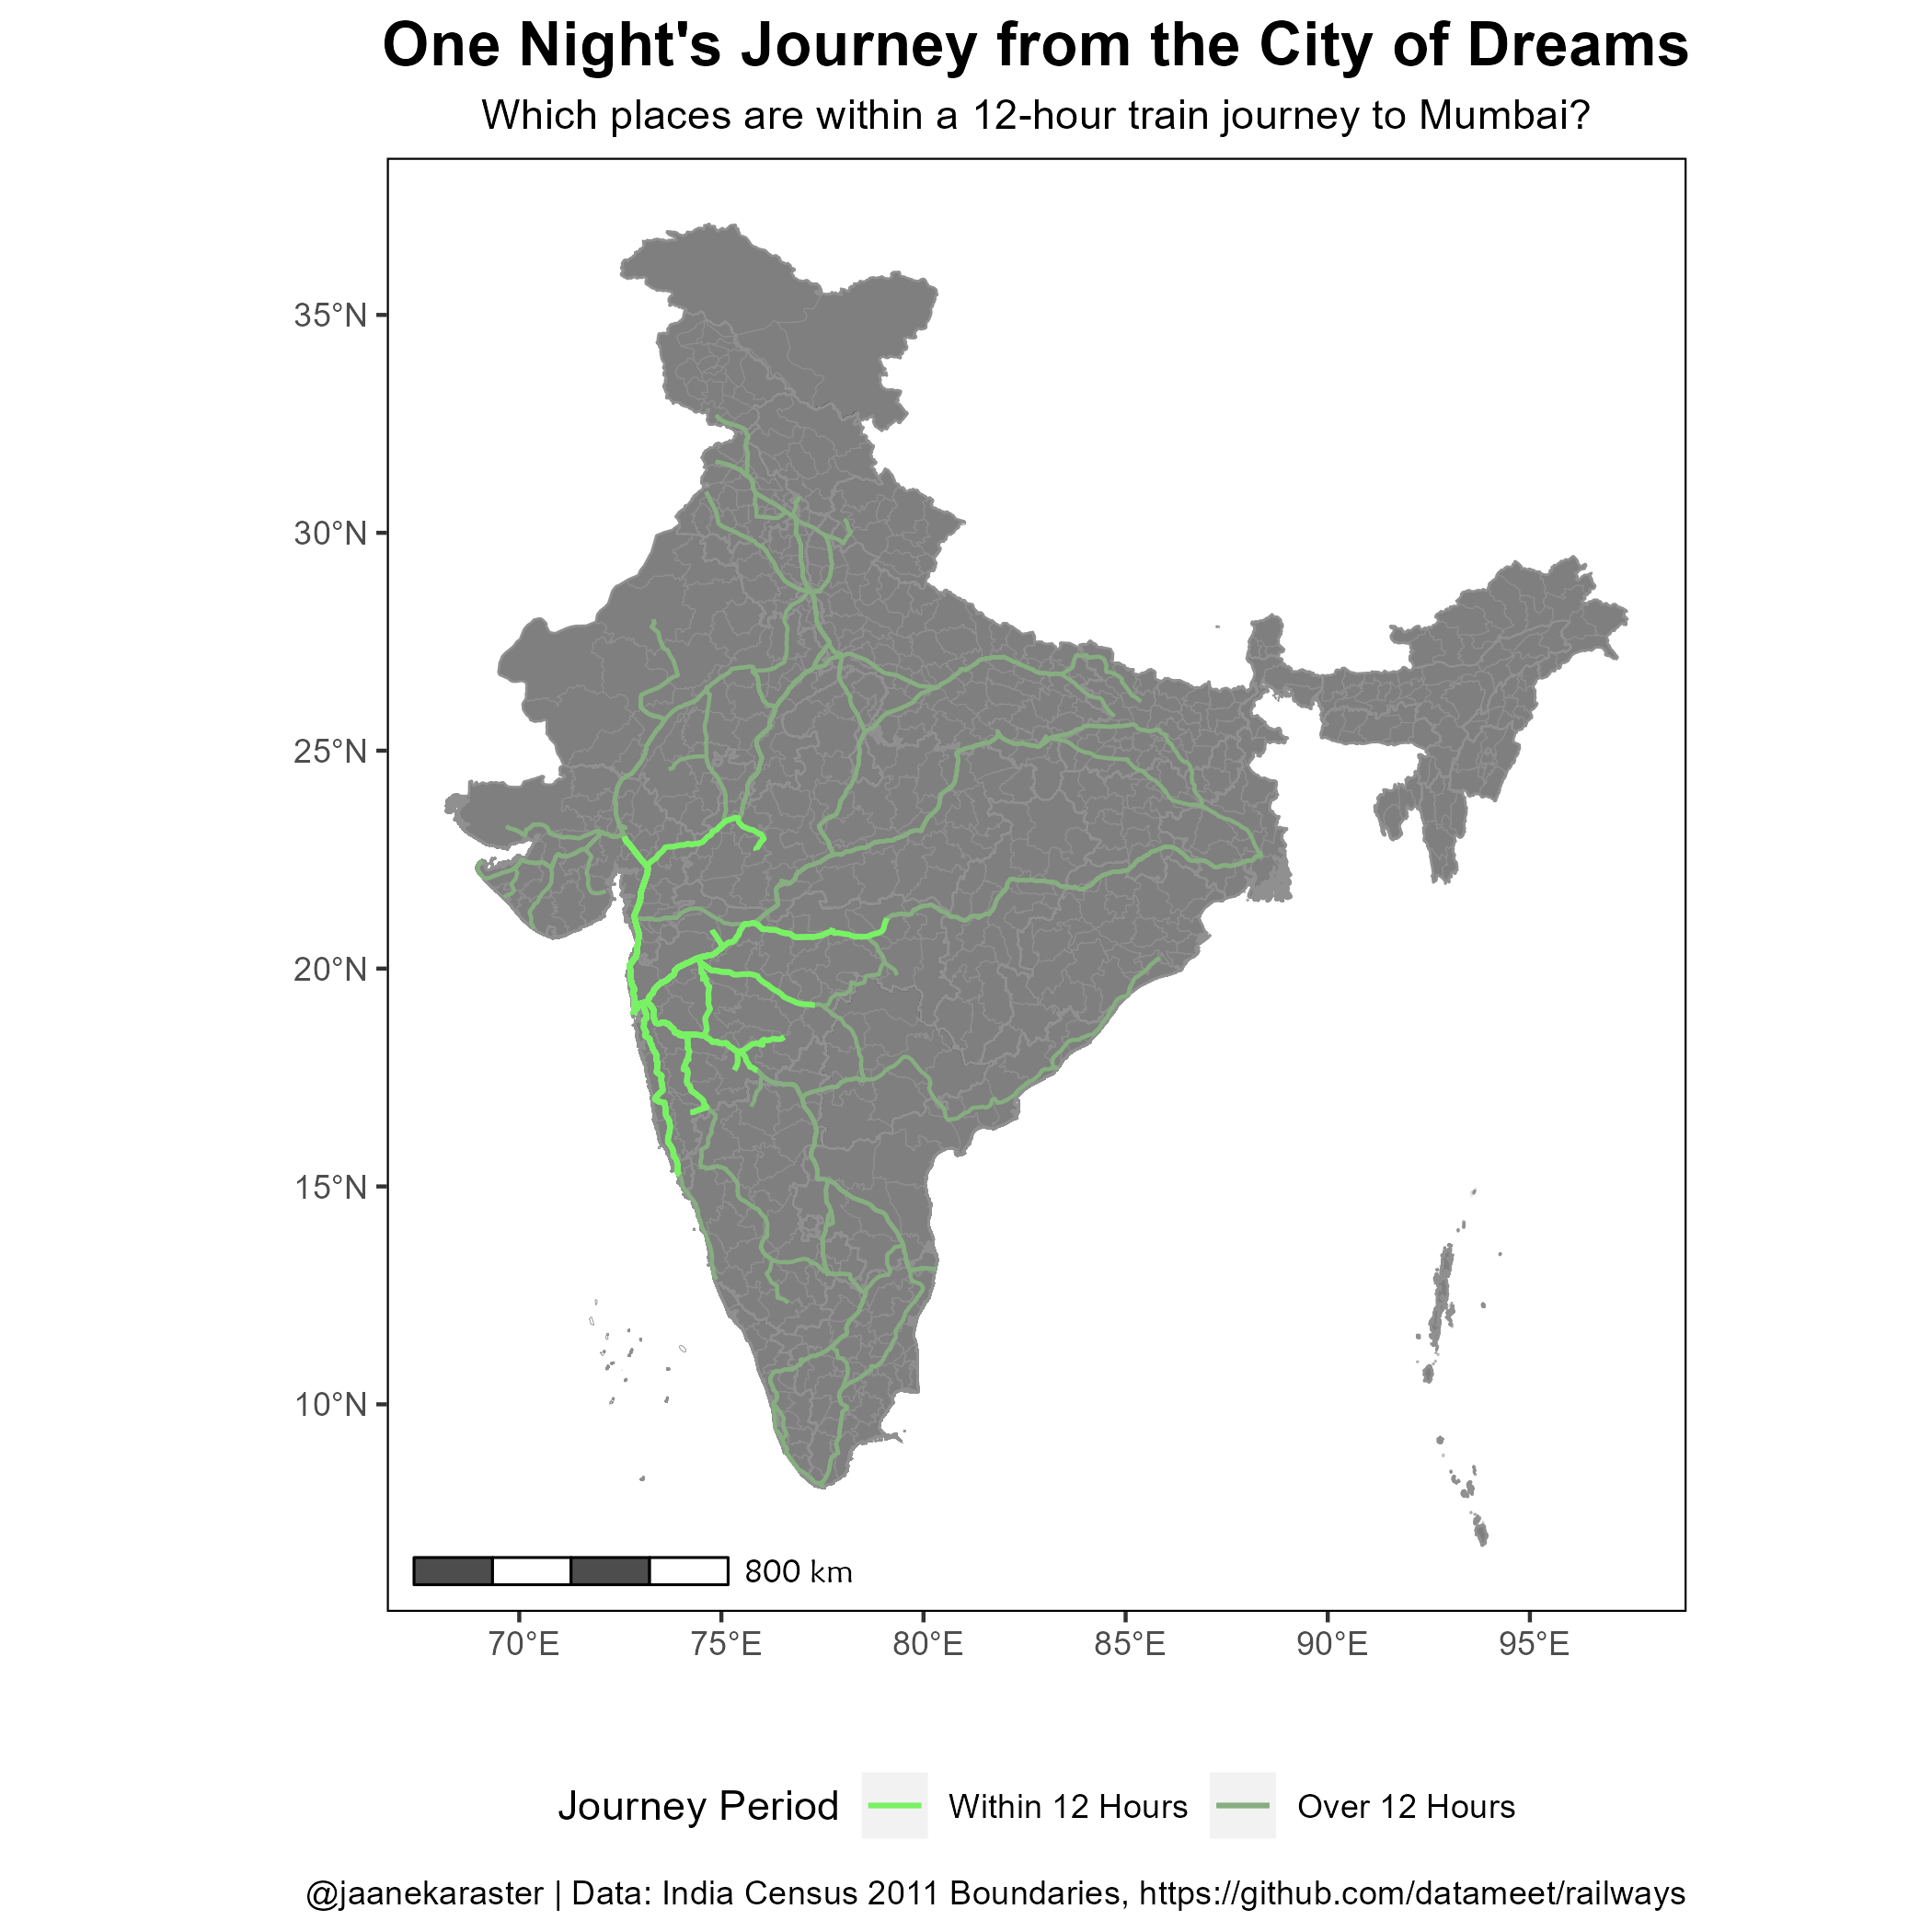 One Night's Journey from the City of Dreams
Which places are within a 12-hour train journey to Mumbai?
35°N
30°N
25°N
20°N
15°N
10°N
800 km
70°E 75°E 80°E 85°E 90°E 95°E
Journey Period Within 12 Hours Over 12 Hours
@jaanekaraster | Data: India Census 2011 Boundaries, https://github.com/datameet/railways